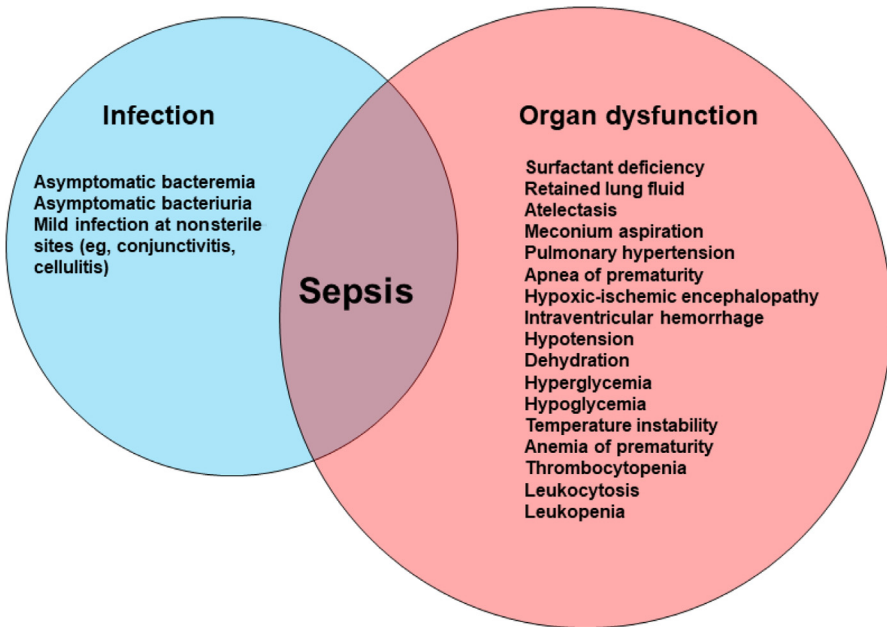 Infection
Asymptomatic bacteremia
Asymptomatic bacteriuria
Mild infection at nonsterile
sites (eg, conjunctivitis,
cellulitis)
Sepsis
Organ dysfunction
Surfactant deficiency
Retained lung fluid
Atelectasis
Meconium aspiration
Pulmonary hypertension
Apnea of prematurity
Hypoxic-ischemic encephalopathy
Intraventricular hemorrhage
Hypotension
Dehydration
Hyperglycemia
Hypoglycemia
Temperature instability
Anemia of prematurity
Thrombocytopenia
Leukocytosis
Leukopenia